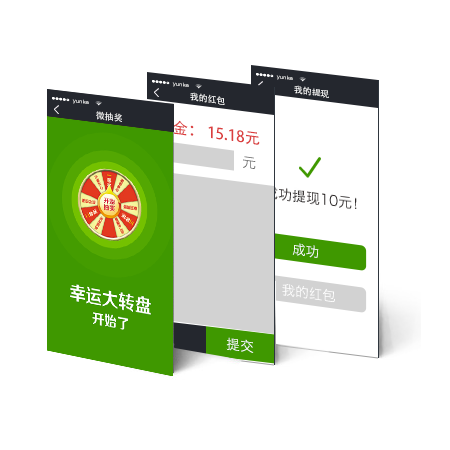 yunke
微抽奖
开始
抽奖
幸运大转盘
开始了
yunke
我的红包
金： 15.18元
元
提交
yunke
我的提现
成功提现10元！
成功
我的红包